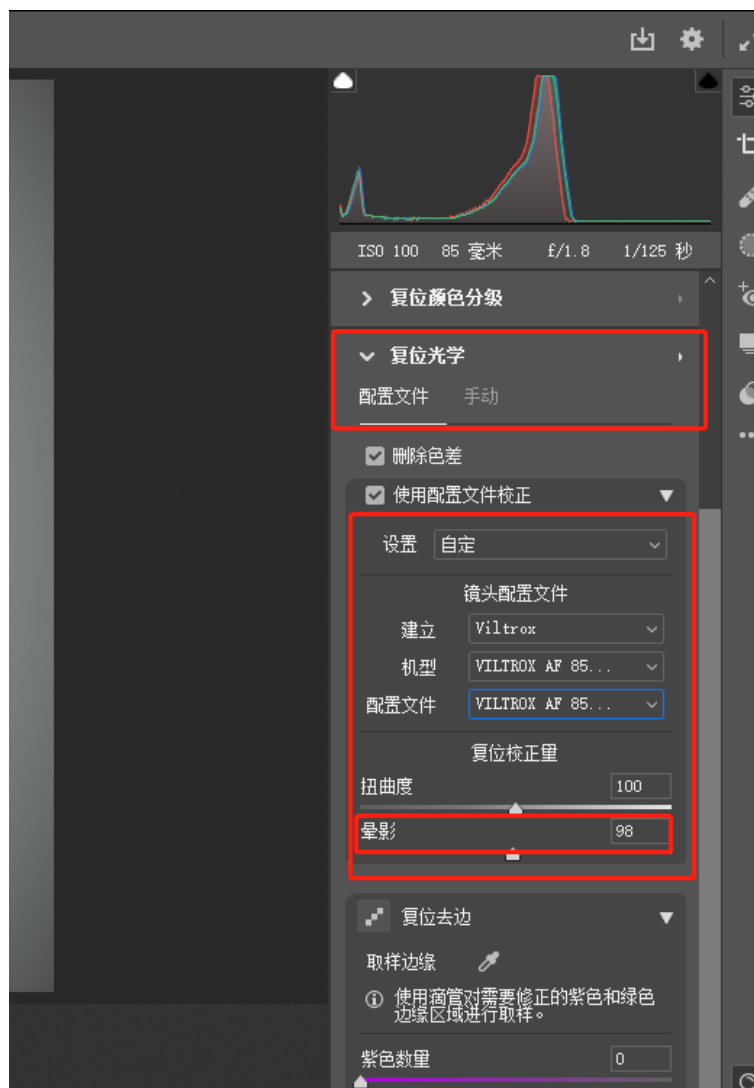 ISO 100 85 毫米 f/1.8 1/125 秒
复位颜色分级
复位光学
配置文件 手动
删除色差
使用配置文件校正
设置 自定
镜头配置文件
建立 Viltrox
机型 VILTROX AF 85...
配置文件 VILTROX AF 85...
复位校正量
扭曲度 100
晕影 98
复位去边
取样边缘
使用滴管对需要修正的紫色和绿色
边缘区域进行取样。
紫色数量 0